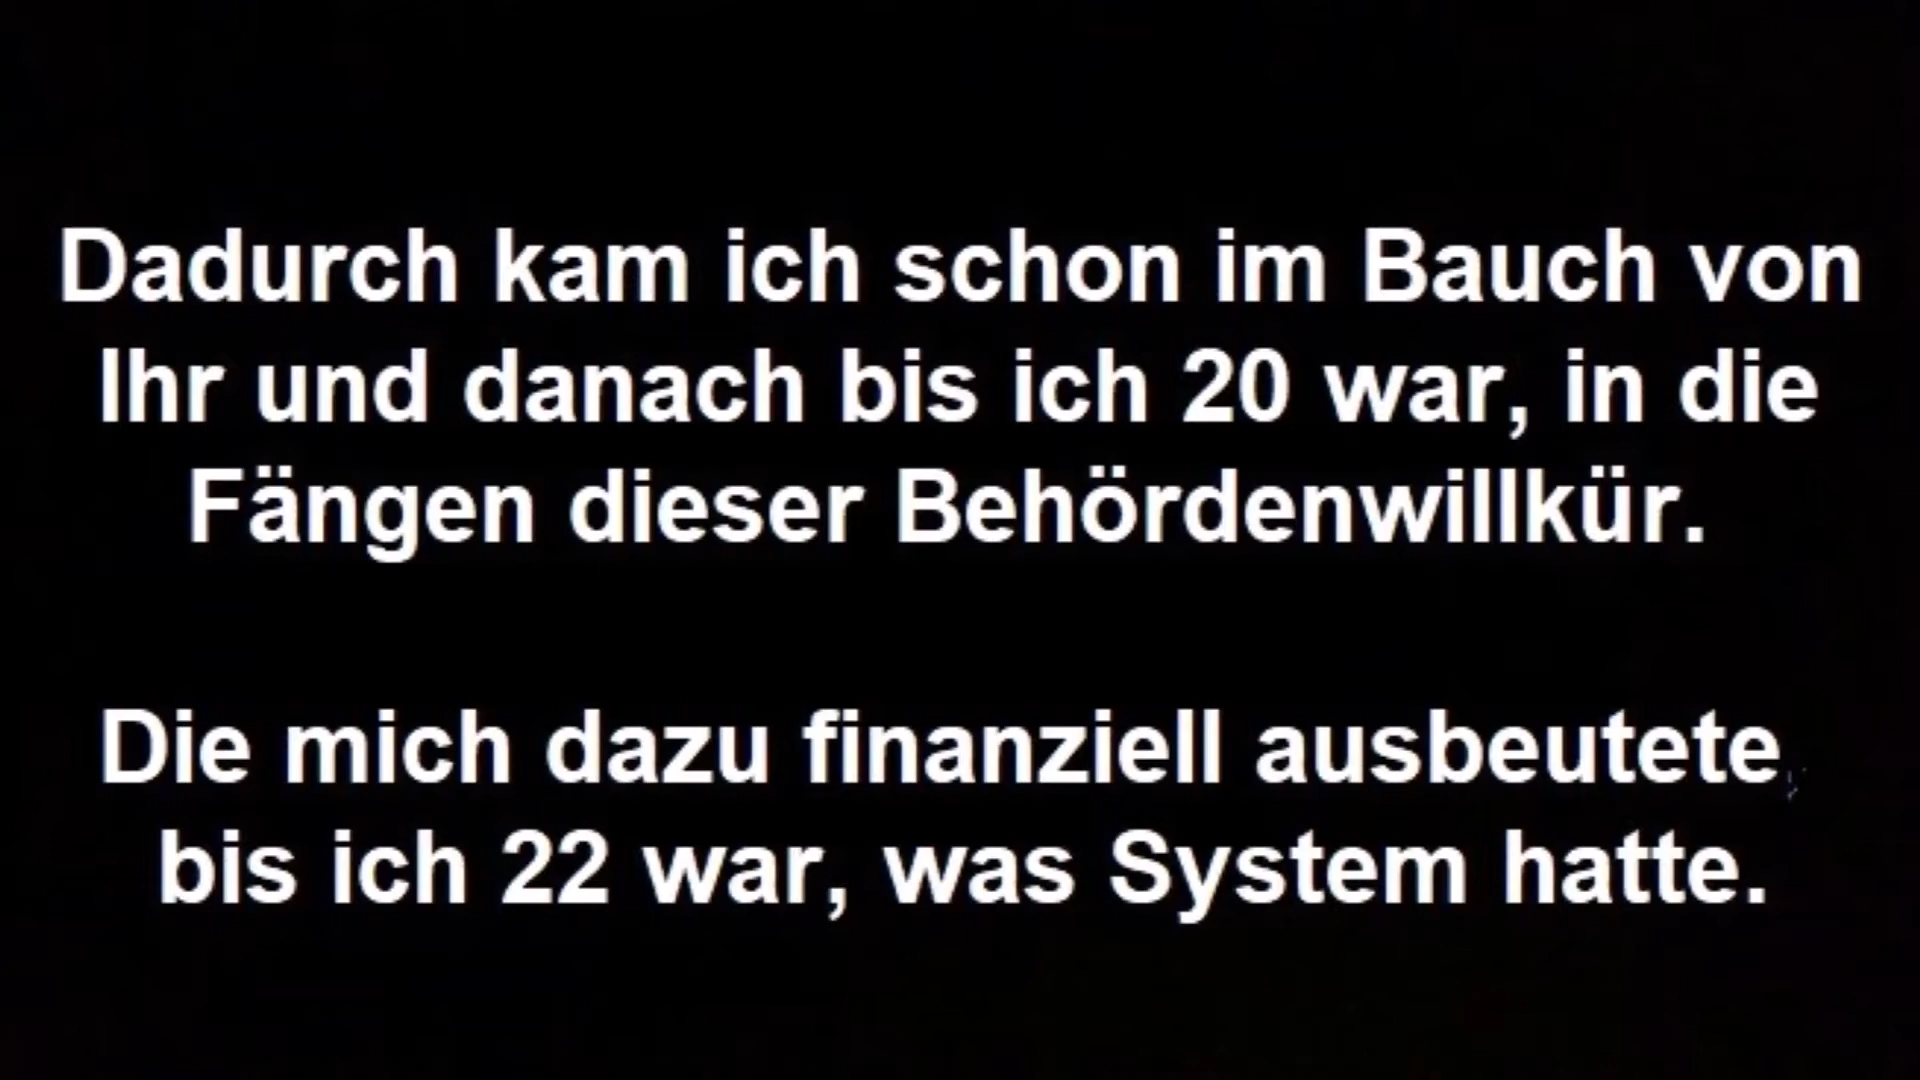 Dadurch kam ich schon im Bauch von
Ihr und danach bis ich 20 war, in die
Fängen dieser Behördenwillkür.
Die mich dazu finanziell ausbeutete,
bis ich 22 war, was System hatte.